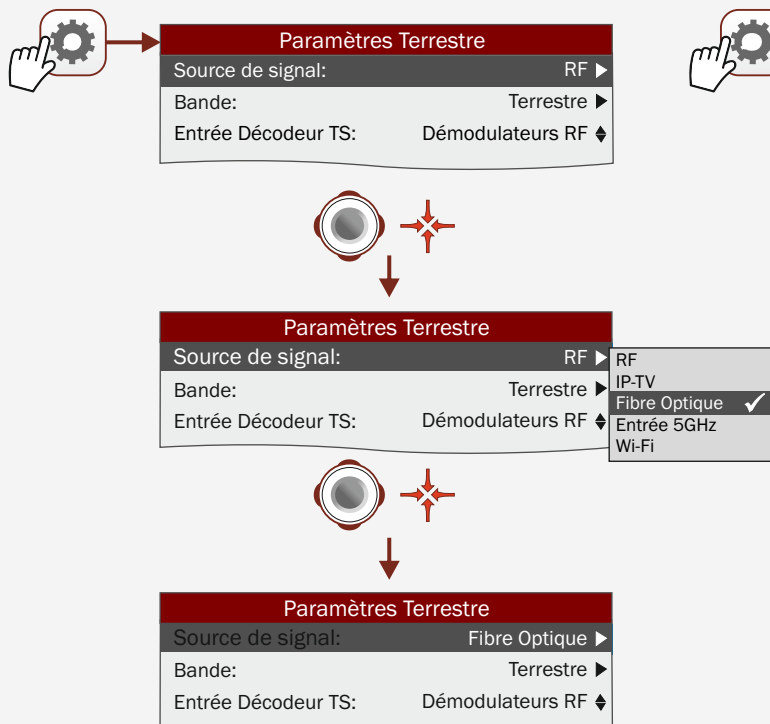 Paramètres Terrestre
Source de signal: RF
Bande: Terrestre
Entrée Décodeur TS: Démodulateurs RF
Paramètres Terrestre
Source de signal: RF
Bande: Terrestre
Entrée Décodeur TS: Démodulateurs RF
RF
IP-TV
Fibre Optique
Entrée 5GHz
Wi-Fi
Paramètres Terrestre
Source de signal: Fibre Optique
Bande: Terrestre
Entrée Décodeur TS: Démodulateurs RF